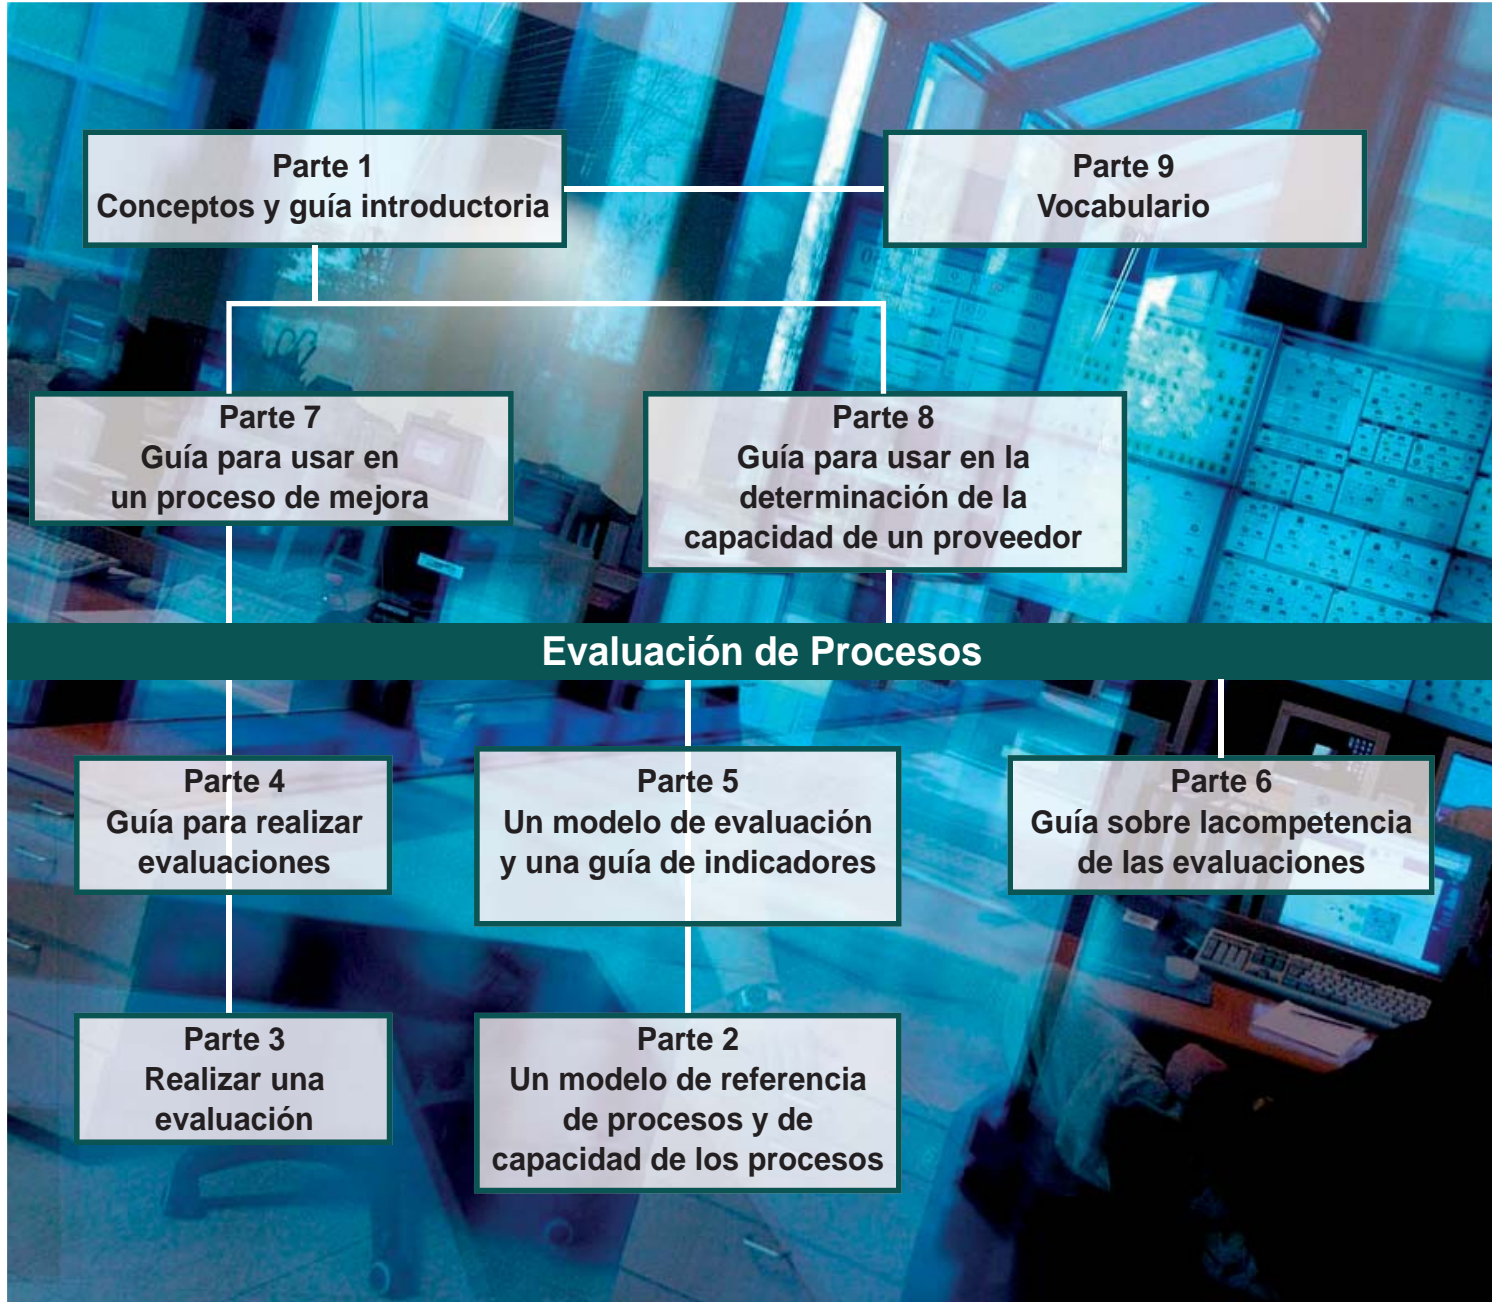 Parte 1
Conceptos y guía introductoria
Parte 9
Vocabulario
Parte 7
Guía para usar en
un proceso de mejora
Parte 8
Guía para usar en la
determinación de la
capacidad de un proveedor
Evaluación de Procesos
Parte 4
Guía para realizar
evaluaciones
Parte 5
Un modelo de evaluación
y una guía de indicadores
Parte 6
Guía sobre lacompetencia
de las evaluaciones
Parte 3
Realizar una
evaluación
Parte 2
Un modelo de referencia
de procesos y de
capacidad de los procesos